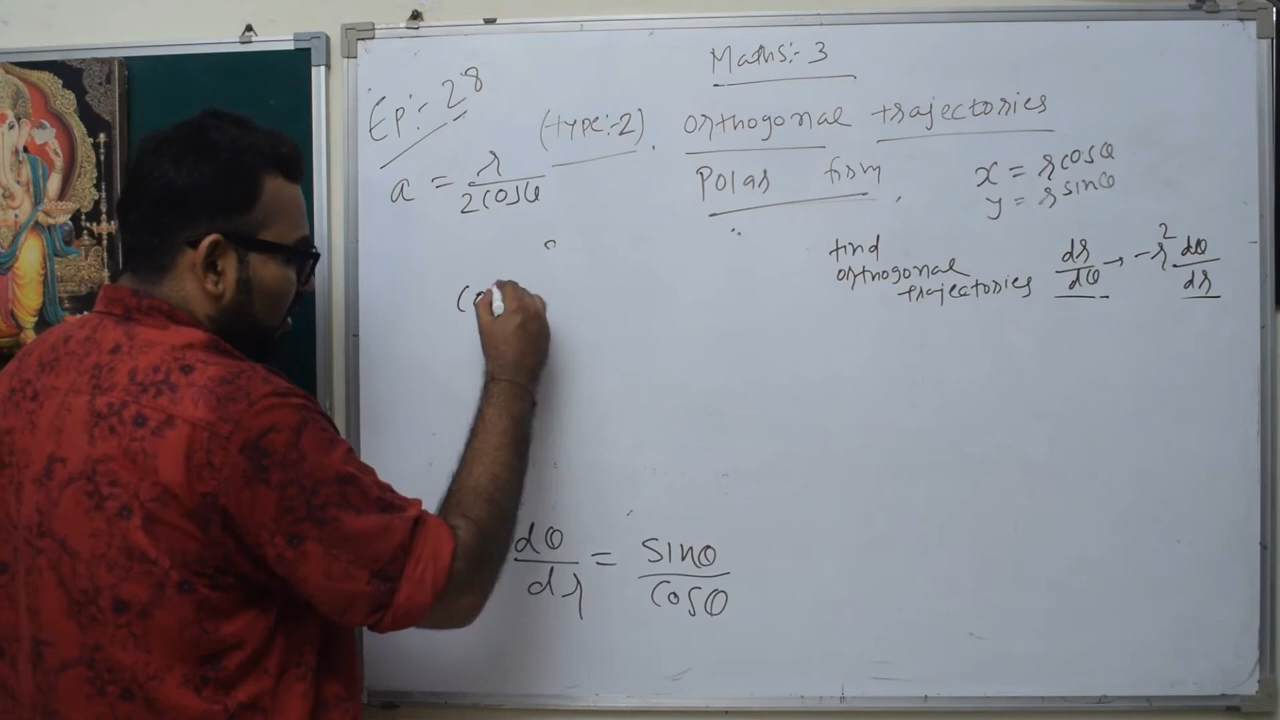 Maths:- 3
Ep:- 28
(type:-2). orthogonal trajectories
Polar firm
a = r / 2cosθ
x = r cosθ
y = r sinθ
find orthogonal trajectories
dr/dθ → -r² dθ/dr
(
dθ/dr = sinθ/cosθ